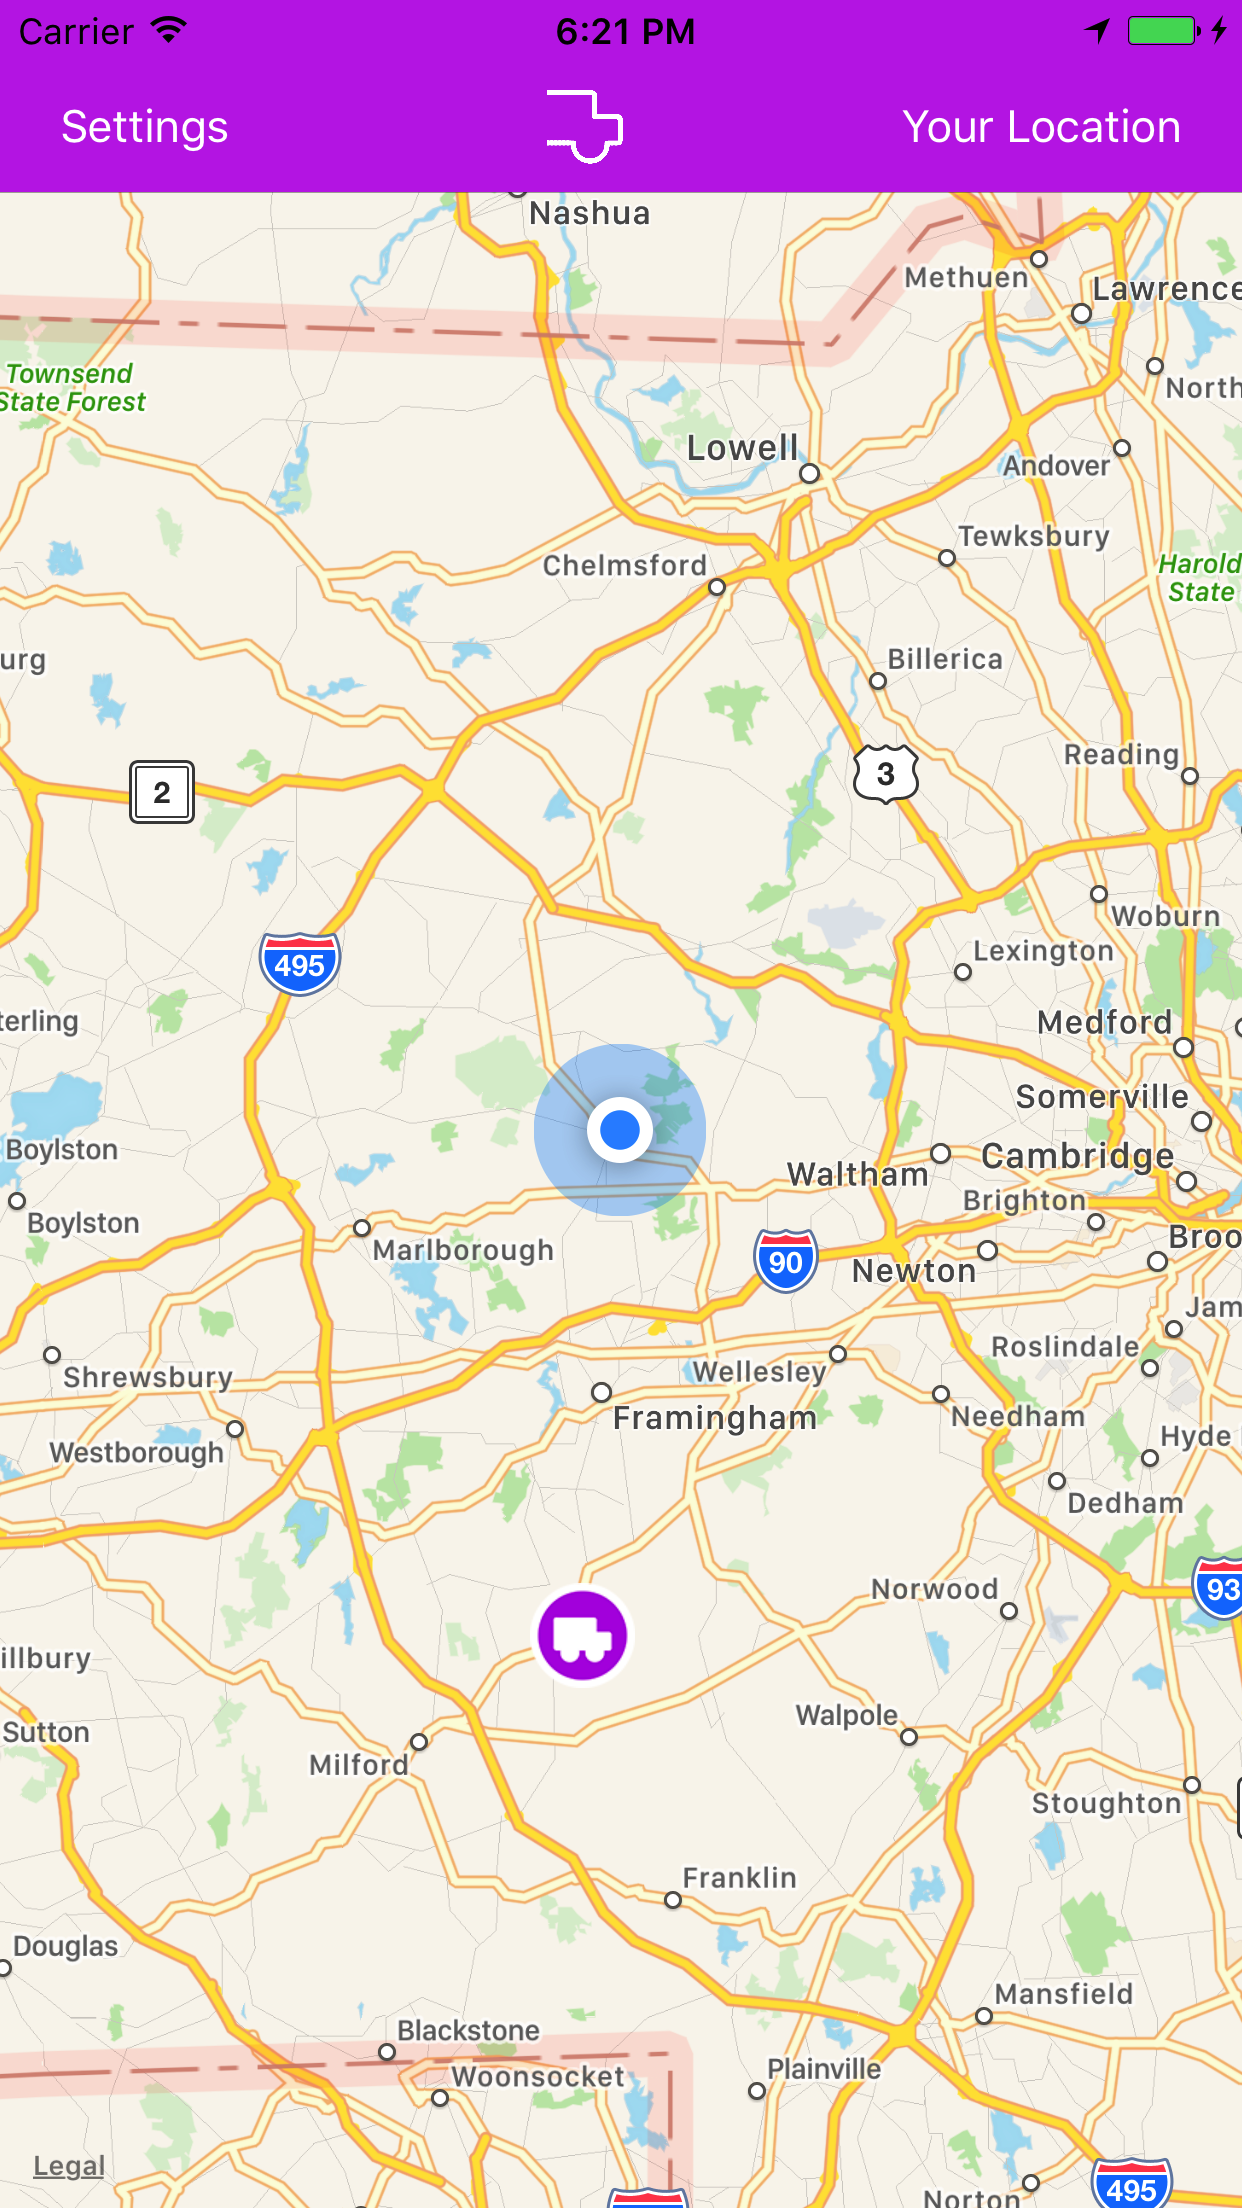 Carrier 6:21 PM
Settings Your Location
Nashua
Methuen
Lawrence
Townsend
State Forest
North
Lowell
Andover
Tewksbury
Chelmsford
Harold
State
urg
Billerica
Reading
3
2
Woburn
Lexington
495
terling
Medford
Somerville
Boylston
Waltham
Cambridge
Brighton
Boylston
Marlborough
Broo
90
Newton
Jam
Roslindale
Shrewsbury
Wellesley
Framingham
Needham
Hyde
Westborough
Dedham
Norwood
93
illbury
Walpole
Sutton
Milford
Stoughton
Franklin
Douglas
Mansfield
Blackstone
Woonsocket
Plainville
Legal
495
Norton